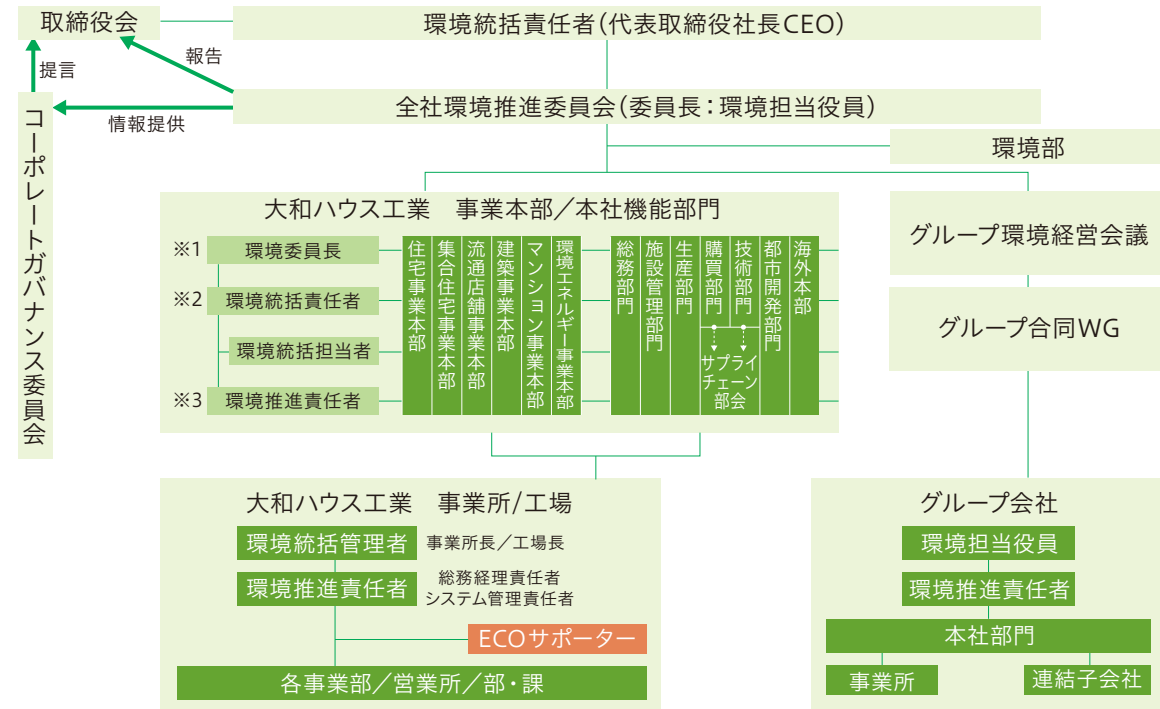 取締役会
環境統括責任者(代表取締役社長CEO)
報告
提言
全社環境推進委員会(委員長:環境担当役員)
情報提供
コーポレートガバナンス委員会
環境部
大和ハウス工業　事業本部／本社機能部門
※1
環境委員長
※2
環境統括責任者
環境統括担当者
※3
環境推進責任者
住宅事業本部
集合住宅事業本部
流通店舗事業本部
建築事業本部
マンション事業本部
環境エネルギー事業本部
総務部門
施設管理部門
生産部門
購買部門
技術部門
サプライ
チェーン
部会
都市開発部門
海外本部
グループ環境経営会議
グループ合同WG
大和ハウス工業　事業所/工場
環境統括管理者
事業所長／工場長
環境推進責任者
総務経理責任者
システム管理責任者
ECOサポーター
各事業部／営業所／部・課
グループ会社
環境担当役員
環境推進責任者
本社部門
事業所
連結子会社